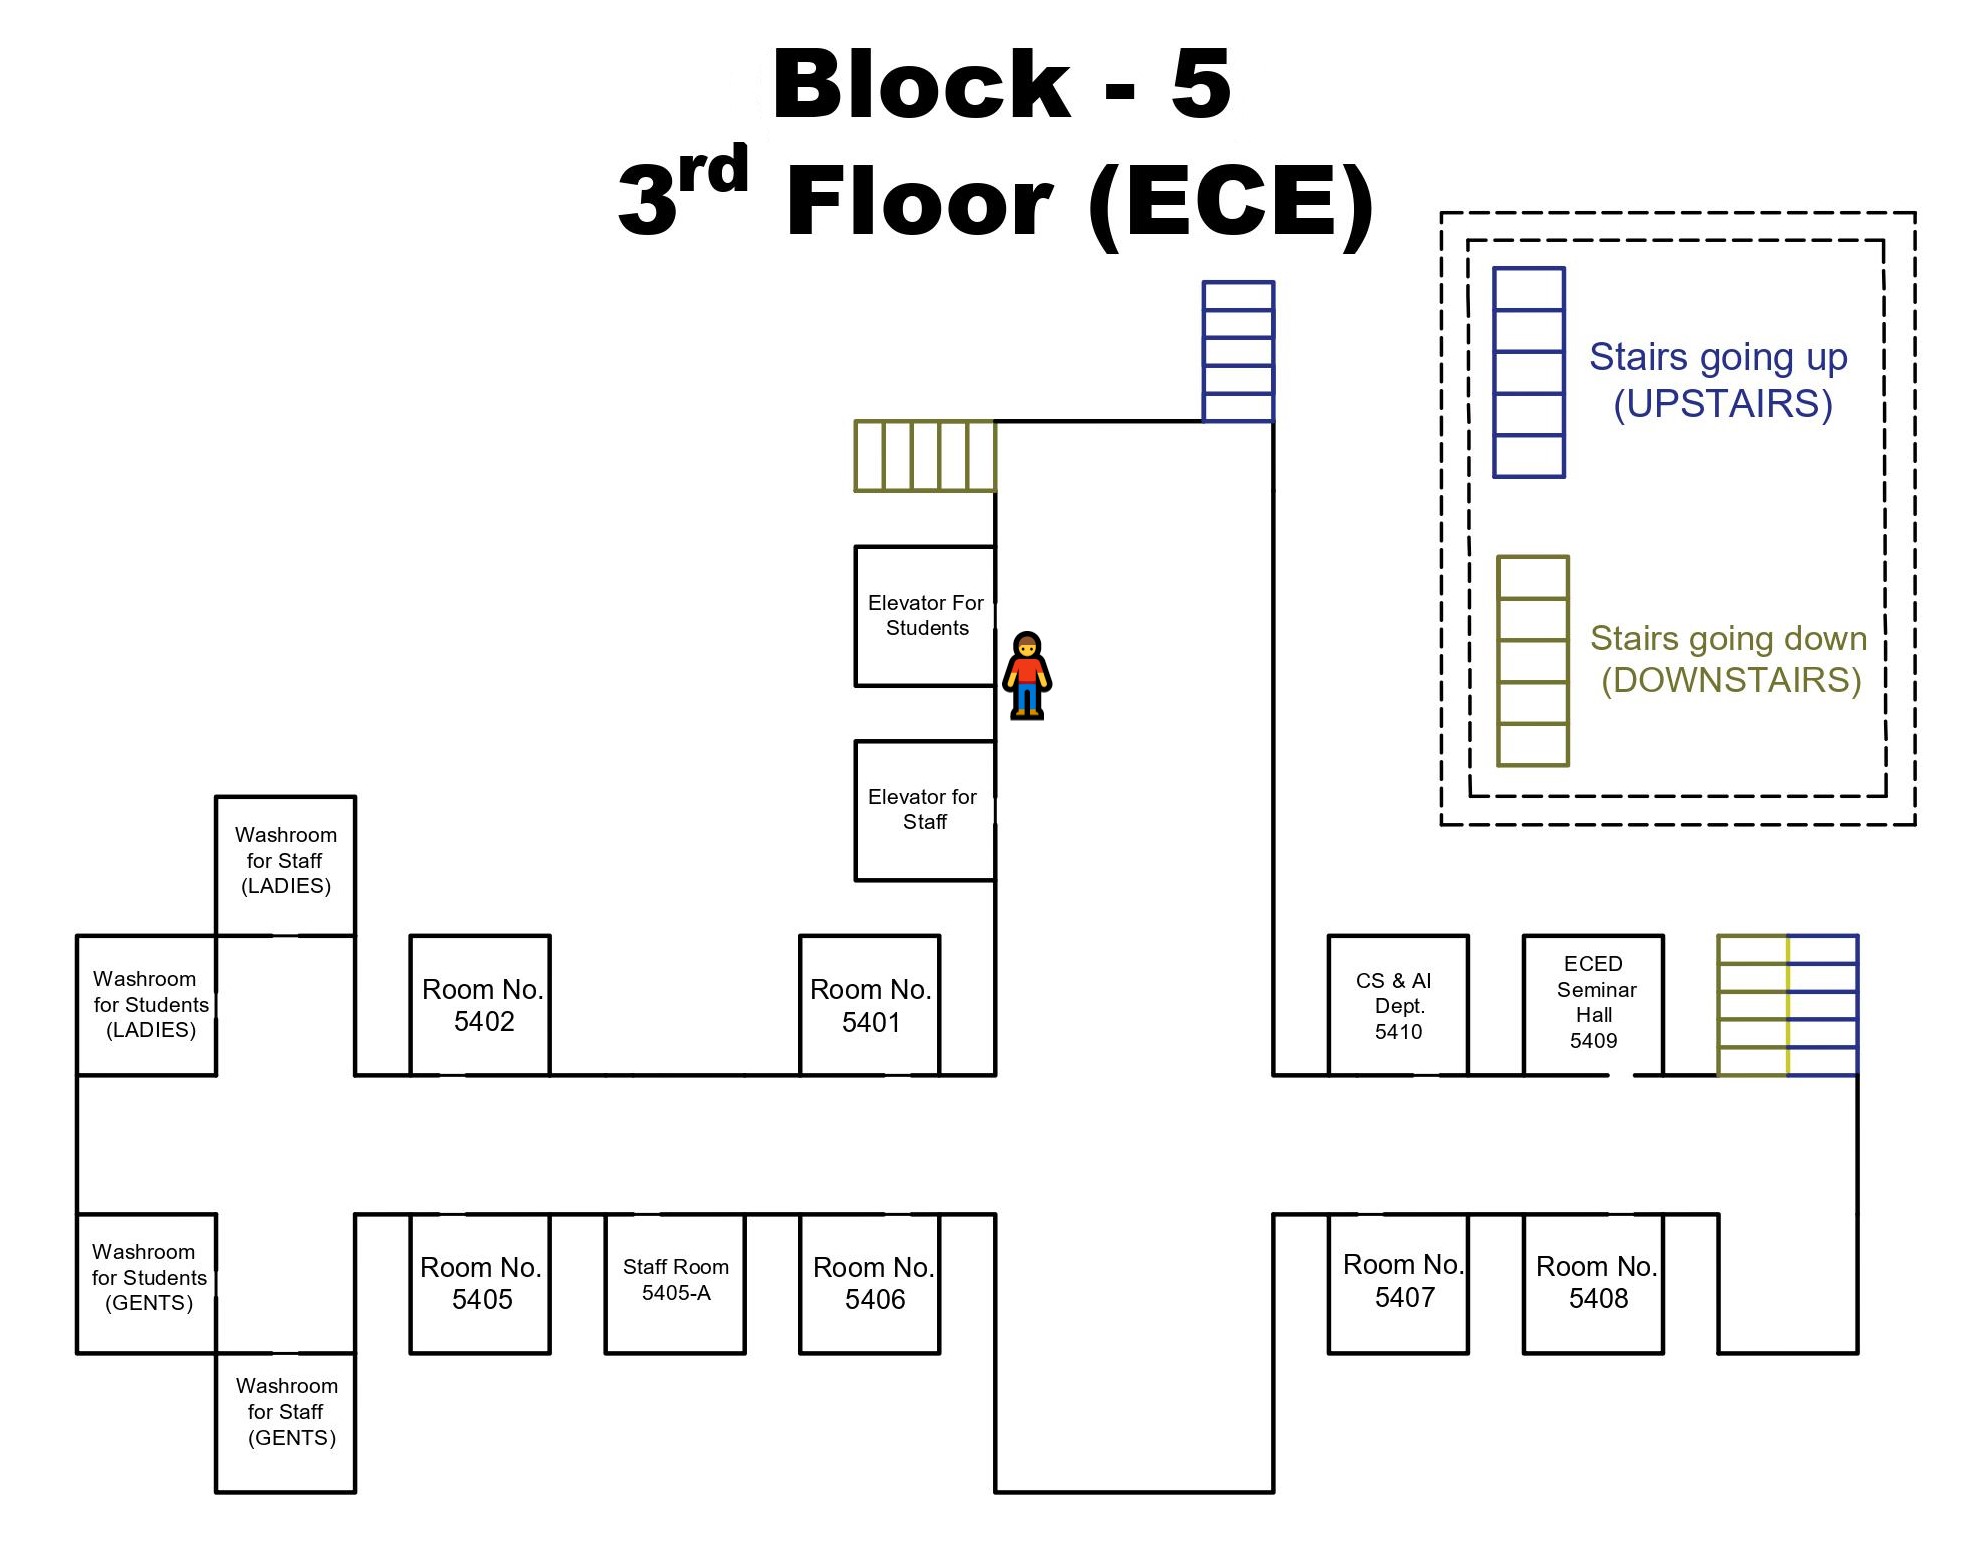 Block - 5
3rd Floor (ECE)
Stairs going up
(UPSTAIRS)
Stairs going down
(DOWNSTAIRS)
Elevator For
Students
Elevator for
Staff
Washroom
for Staff
(LADIES)
Washroom
for Students
(LADIES)
Room No.
5402
Room No.
5401
CS & AI
Dept.
5410
ECED
Seminar
Hall
5409
Washroom
for Students
(GENTS)
Room No.
5405
Staff Room
5405-A
Room No.
5406
Room No.
5407
Room No.
5408
Washroom
for Staff
(GENTS)